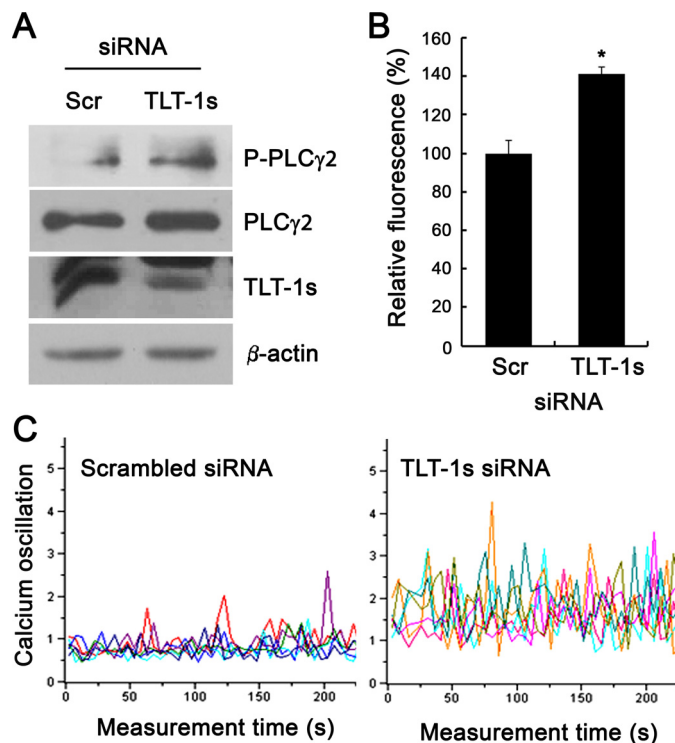 A
siRNA
Scr TLT-1s
P-PLCγ2
PLCγ2
TLT-1s
β-actin
B
Relative fluorescence (%)
160
140
120
100
80
60
40
20
0
*
Scr TLT-1s
siRNA
C
Calcium oscillation
Scrambled siRNA
5
4
3
2
1
0
0 50 100 150 200
Measurement time (s)
TLT-1s siRNA
5
4
3
2
1
0
0 50 100 150 200
Measurement time (s)